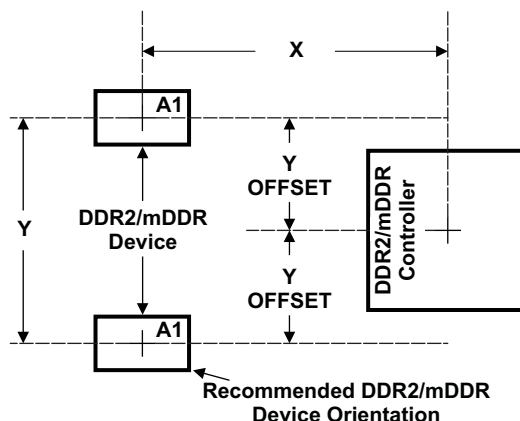 X
A1
Y
OFFSET
Y
DDR2/mDDR
Device
DDR2/mDDR
Controller
Y
OFFSET
A1
Recommended DDR2/mDDR
Device Orientation